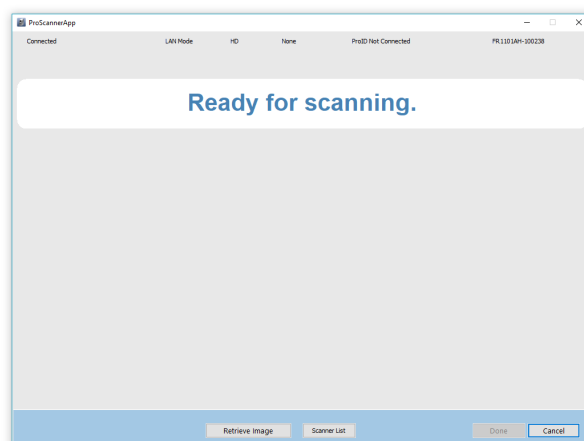 ProScannerApp
Connected LAN Mode HD None ProID Not Connected FR1101AH-100238
Ready for scanning.
Retrieve Image Scanner List Done Cancel